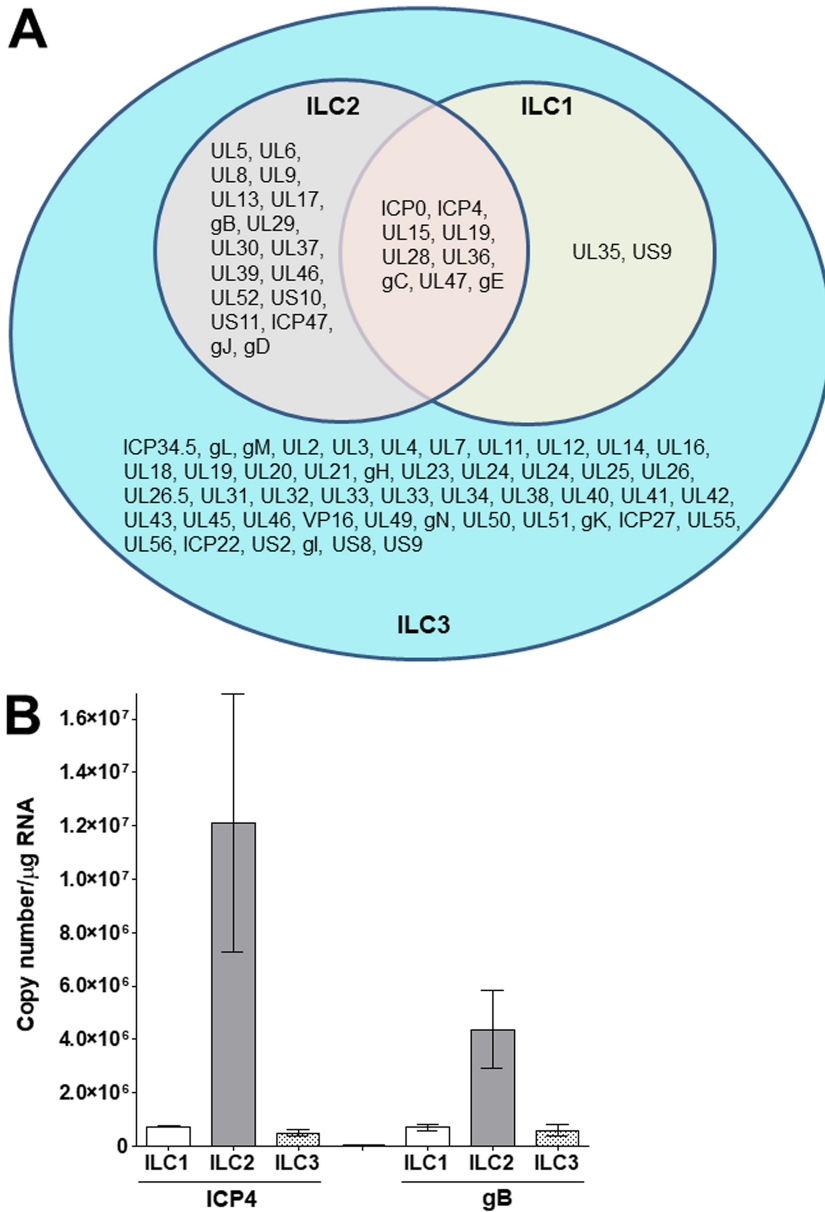 A
ILC2
ILC1
UL5, UL6,
UL8, UL9,
UL13, UL17,
gB, UL29,
UL30, UL37,
UL39, UL46,
UL52, US10,
US11, ICP47,
gJ, gD
ICP0, ICP4,
UL15, UL19,
UL28, UL36,
gC, UL47, gE
UL35, US9
ICP34.5, gL, gM, UL2, UL3, UL4, UL7, UL11, UL12, UL14, UL16,
UL18, UL19, UL20, UL21, gH, UL23, UL24, UL24, UL25, UL26,
UL26.5, UL31, UL32, UL33, UL33, UL34, UL38, UL40, UL41, UL42,
UL43, UL45, UL46, VP16, UL49, gN, UL50, UL51, gK, ICP27, UL55,
UL56, ICP22, US2, gI, US8, US9
ILC3
B
Copy number/µg RNA
1.6×10⁷
1.4×10⁷
1.2×10⁷
1.0×10⁷
8.0×10⁶
6.0×10⁶
4.0×10⁶
2.0×10⁶
0
ILC1 ILC2 ILC3 ILC1 ILC2 ILC3
ICP4 gB